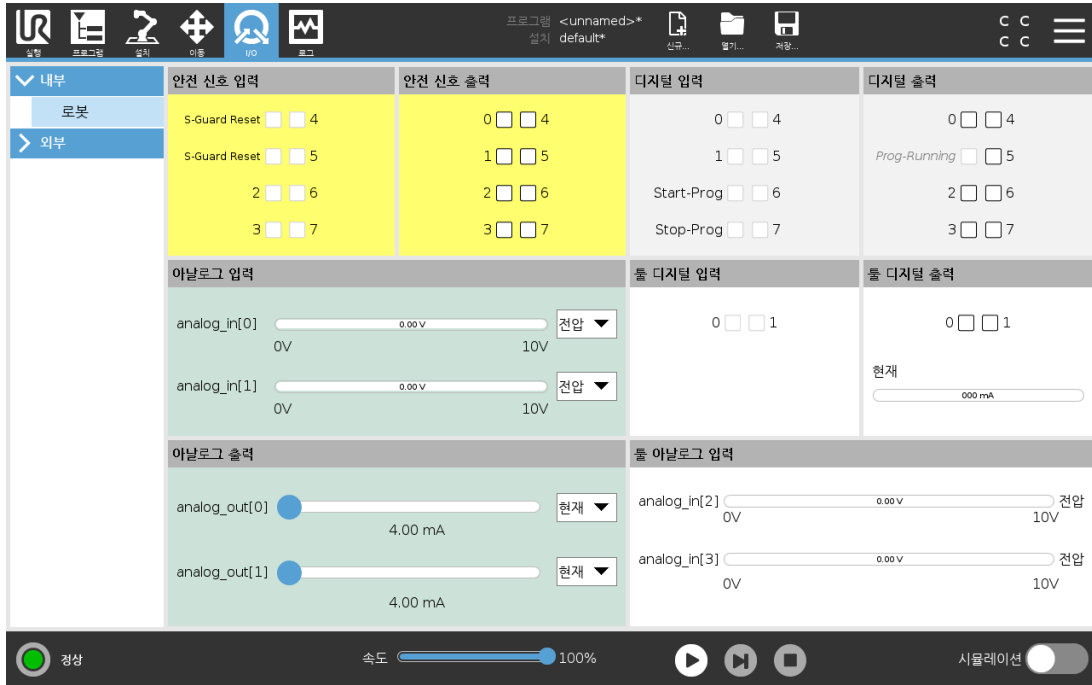 UR
실행
프로그램
설치
이동
I/O
로그
프로그램 <unnamed>*
설치 default*
신규...
열기...
저장...
C C
C C
내부
로봇
외부
안전 신호 입력
S-Guard Reset 4
S-Guard Reset 5
2 6
3 7
안전 신호 출력
0 4
1 5
2 6
3 7
디지털 입력
0 4
1 5
Start-Prog 6
Stop-Prog 7
디지털 출력
0 4
Prog-Running 5
2 6
3 7
아날로그 입력
analog_in[0] 0.00 V 전압
0V 10V
analog_in[1] 0.00 V 전압
0V 10V
툴 디지털 입력
0 1
툴 디지털 출력
0 1
현재
000 mA
아날로그 출력
analog_out[0] 현재
4.00 mA
analog_out[1] 현재
4.00 mA
툴 아날로그 입력
analog_in[2] 0.00 V 전압
0V 10V
analog_in[3] 0.00 V 전압
0V 10V
정상
속도 100%
시뮬레이션